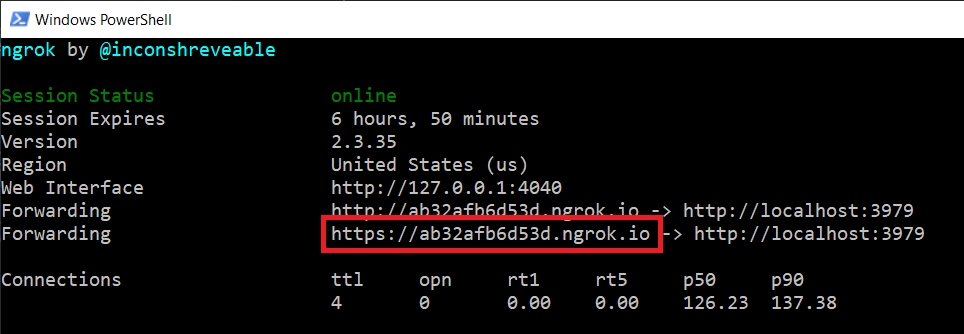 Windows PowerShell
ngrok by @inconshreveable
Session Status online
Session Expires 6 hours, 50 minutes
Version 2.3.35
Region United States (us)
Web Interface http://127.0.0.1:4040
Forwarding http://ab32afb6d53d.ngrok.io -> http://localhost:3979
Forwarding https://ab32afb6d53d.ngrok.io -> http://localhost:3979
Connections ttl opn rt1 rt5 p50 p90
4 0 0.00 0.00 126.23 137.38